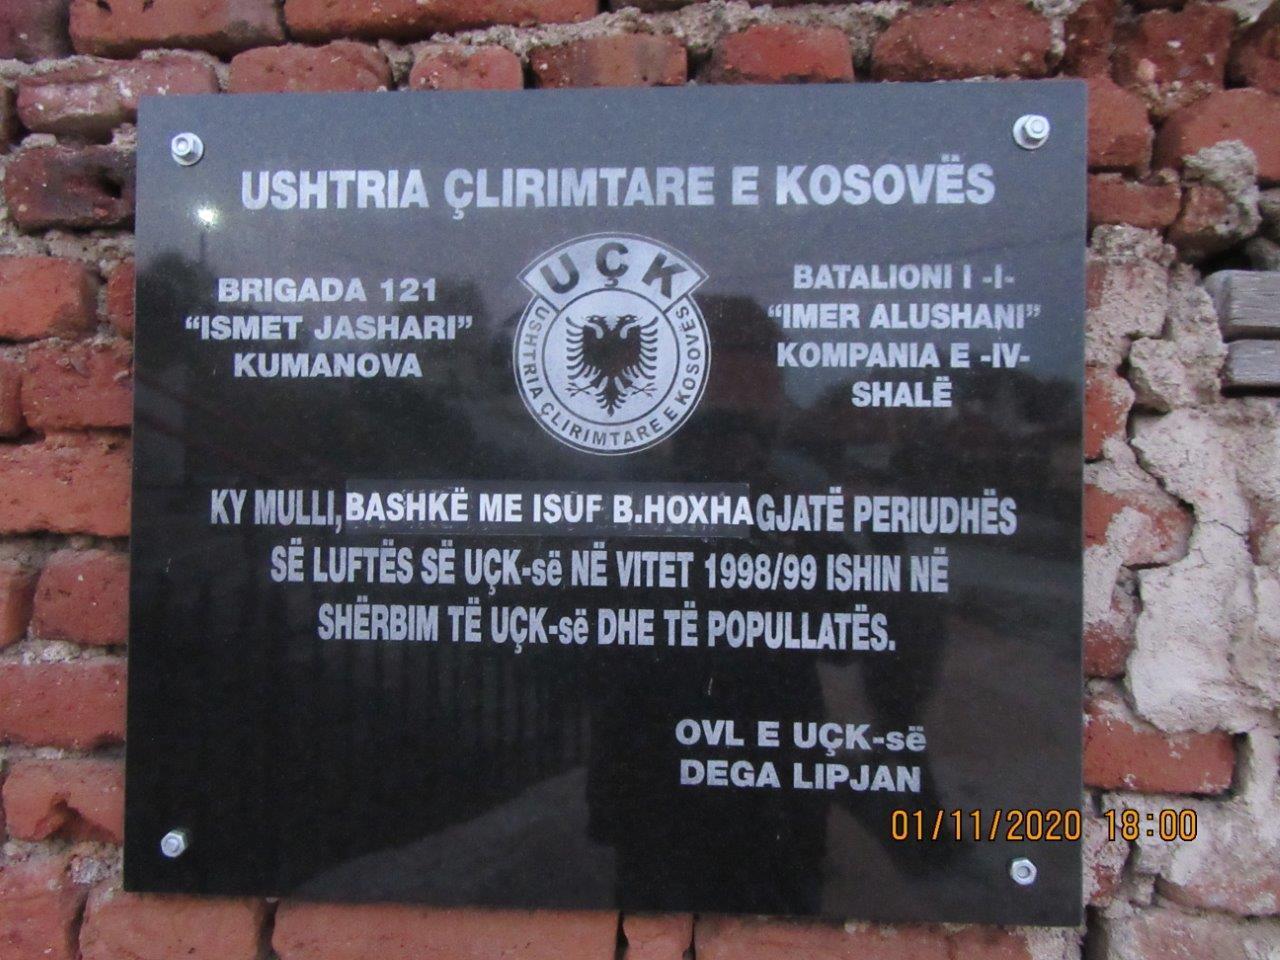 USHTRIA ÇLIRIMTARE E KOSOVËS
BRIGADA 121
"ISMET JASHARI"
KUMANOVA
UÇK
USHTRIA ÇLIRIMTARE E KOSOVËS
BATALIONI I -I-
"IMER ALUSHANI"
KOMPANIA E -IV-
SHALË
KY MULLI, BASHKË ME ISUF B.HOXHA GJATË PERIUDHËS
SË LUFTËS SË UÇK-së NË VITET 1998/99 ISHIN NË
SHËRBIM TË UÇK-së DHE TË POPULLATËS.
OVL E UÇK-së
DEGA LIPJAN
01/11/2020 18:00